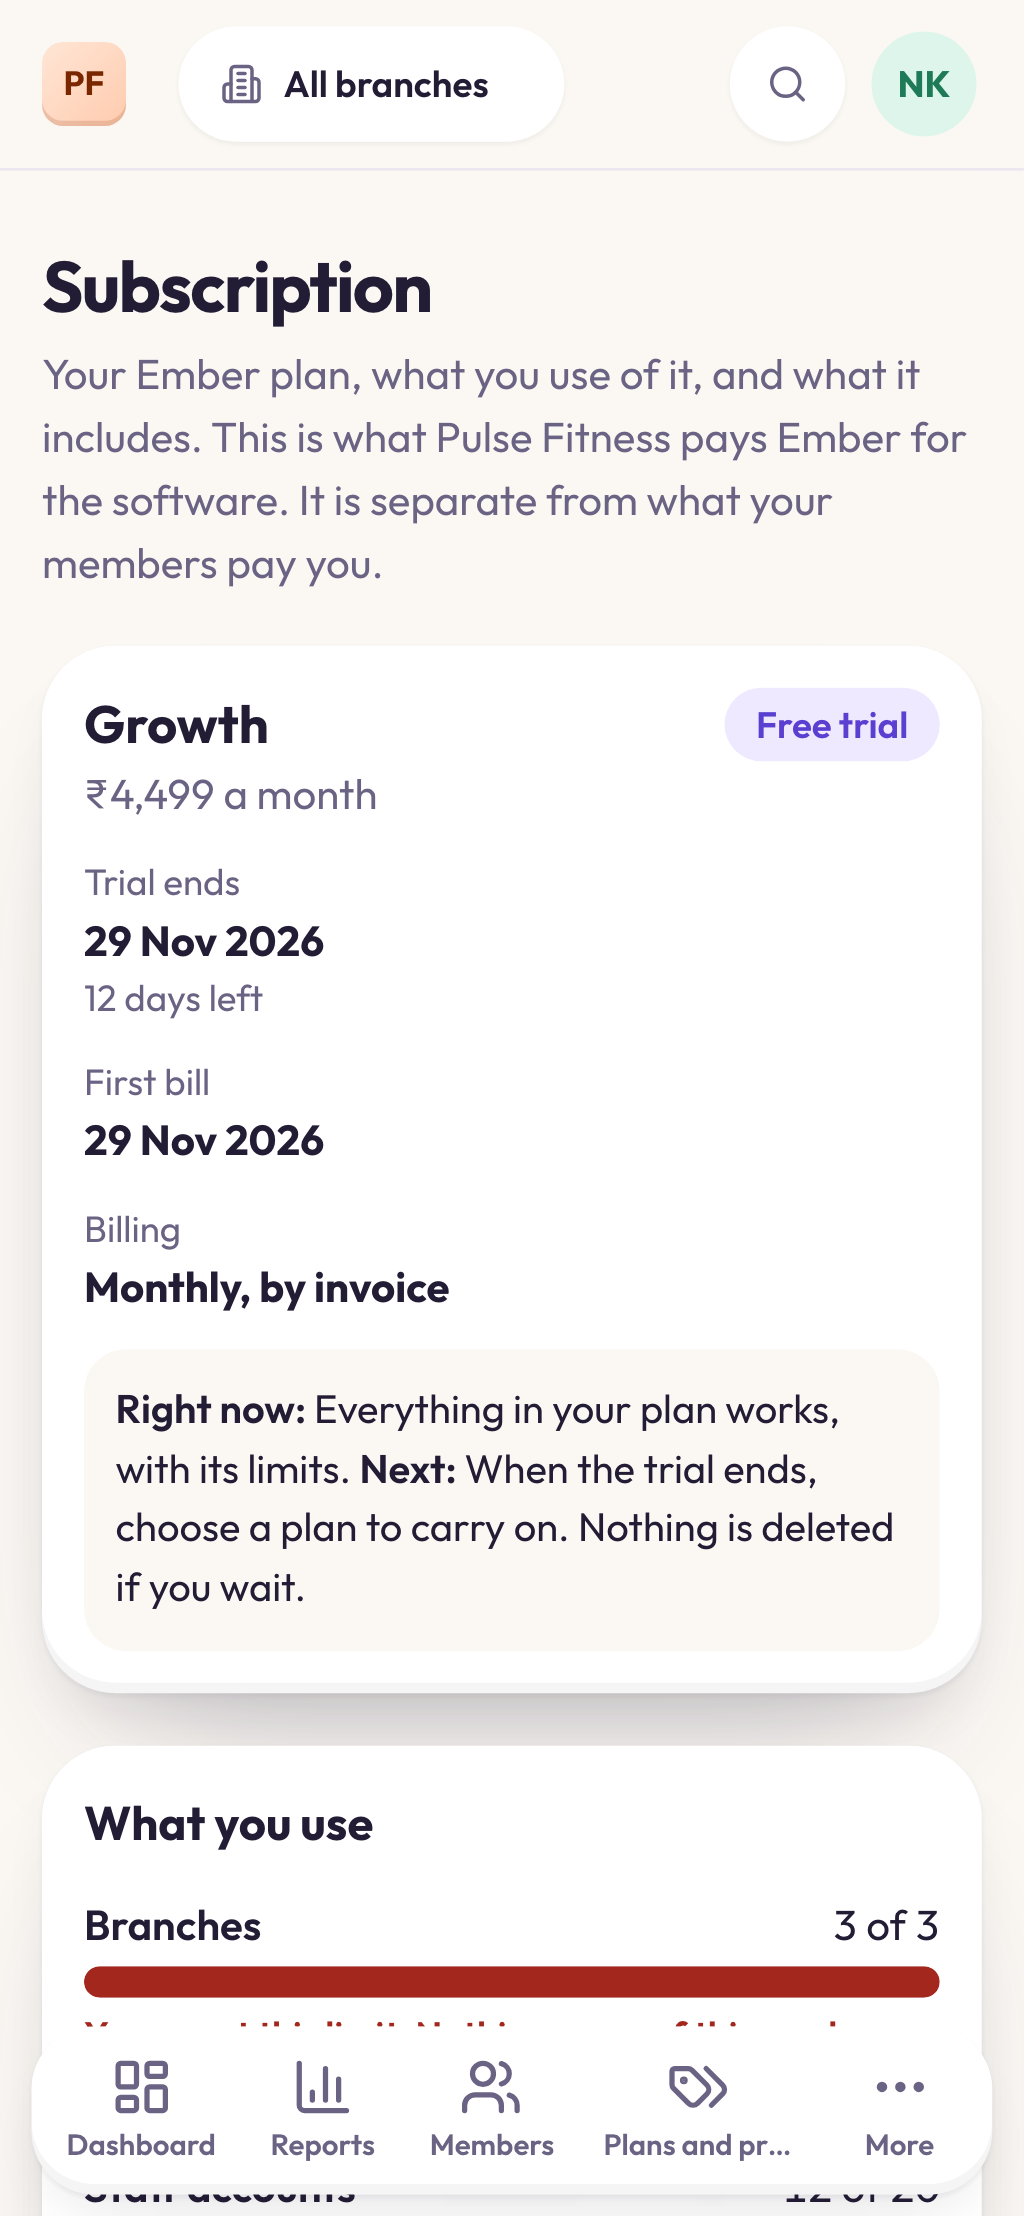 PF
All branches
NK
Subscription
Your Ember plan, what you use of it, and what it
includes. This is what Pulse Fitness pays Ember for
the software. It is separate from what your
members pay you.
Growth
Free trial
₹4,499 a month
Trial ends
29 Nov 2026
12 days left
First bill
29 Nov 2026
Billing
Monthly, by invoice
Right now: Everything in your plan works,
with its limits. Next: When the trial ends,
choose a plan to carry on. Nothing is deleted
if you wait.
What you use
Branches
3 of 3
Dashboard
Reports
Members
Plans and pr...
More